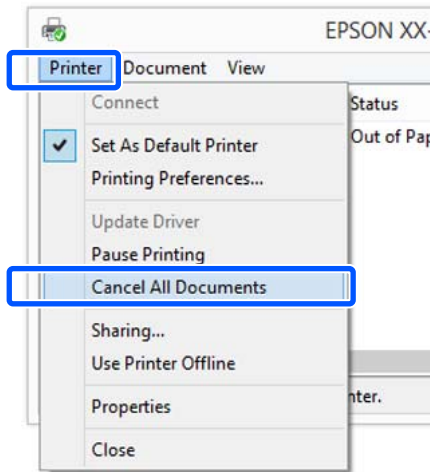 EPSON XX-
Printer Document View
Connect
Status
Set As Default Printer
Out of Pap
Printing Preferences...
Update Driver
Pause Printing
Cancel All Documents
Sharing...
Use Printer Offline
Properties
nter.
Close